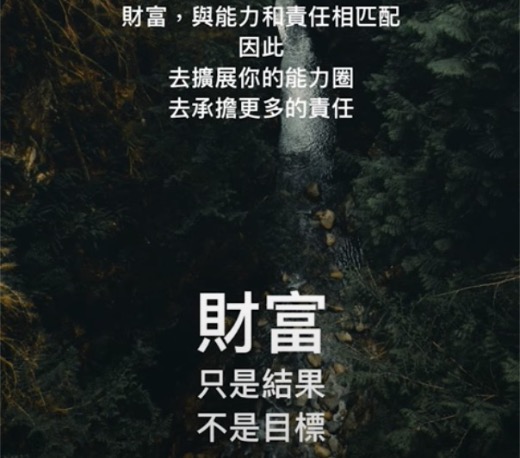 財富，與能力和責任相匹配
因此
去擴展你的能力圈
去承擔更多的責任
財富
只是結果
不是目標